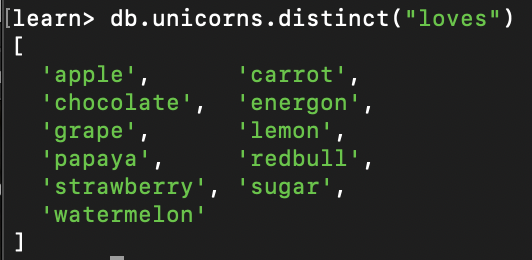 [learn> db.unicorns.distinct("loves")
[
  'apple',      'carrot',
  'chocolate',  'energon',
  'grape',      'lemon',
  'papaya',     'redbull',
  'strawberry', 'sugar',
  'watermelon'
]